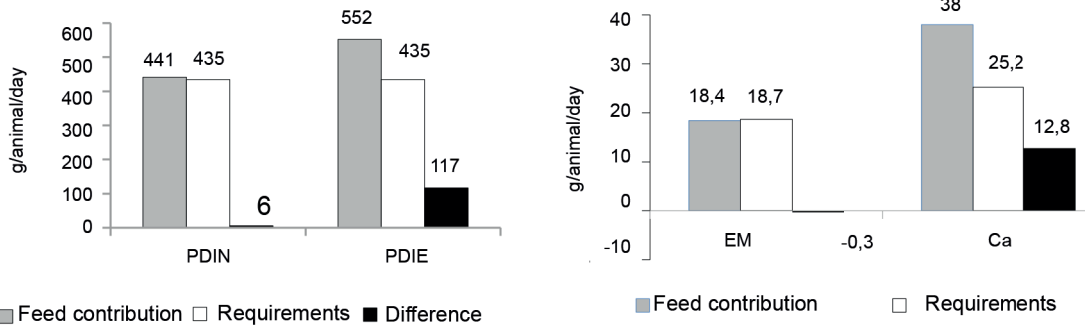 600
500
400
300
200
100
0
g/animal/day
441
435
6
552
435
117
PDIN
PDIE
Feed contribution
Requirements
Difference
40
30
20
10
0
-10
g/animal/day
18,4
18,7
-0,3
38
25,2
12,8
EM
Ca
Feed contribution
Requirements